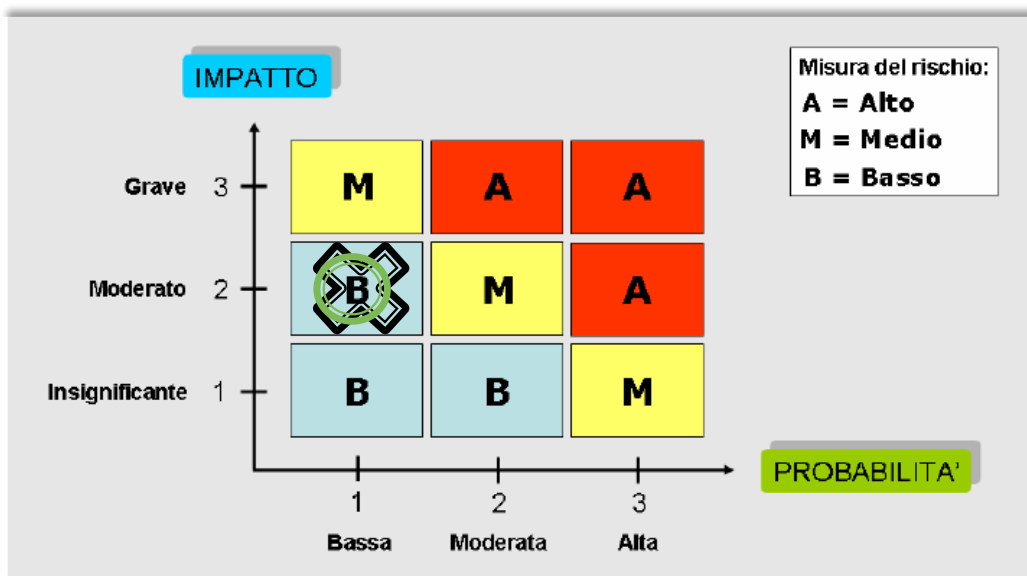 IMPATTO
Misura del rischio:
A = Alto
M = Medio
B = Basso
Grave 3 M A A
Moderato 2 B M A
Insignificante 1 B B M
PROBABILITA'
1 2 3
Bassa Moderata Alta